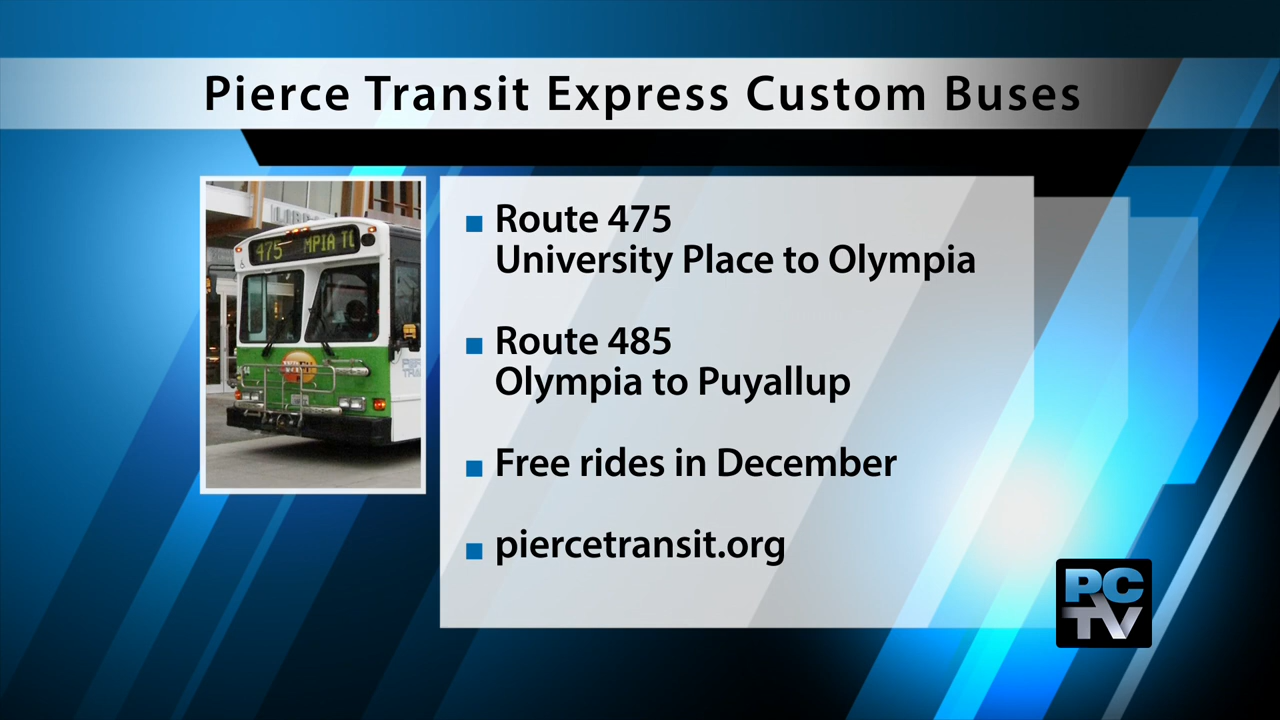 Pierce Transit Express Custom Buses
475 MPIA T
Route 475
University Place to Olympia
Route 485
Olympia to Puyallup
Free rides in December
piercetransit.org
PC
TV